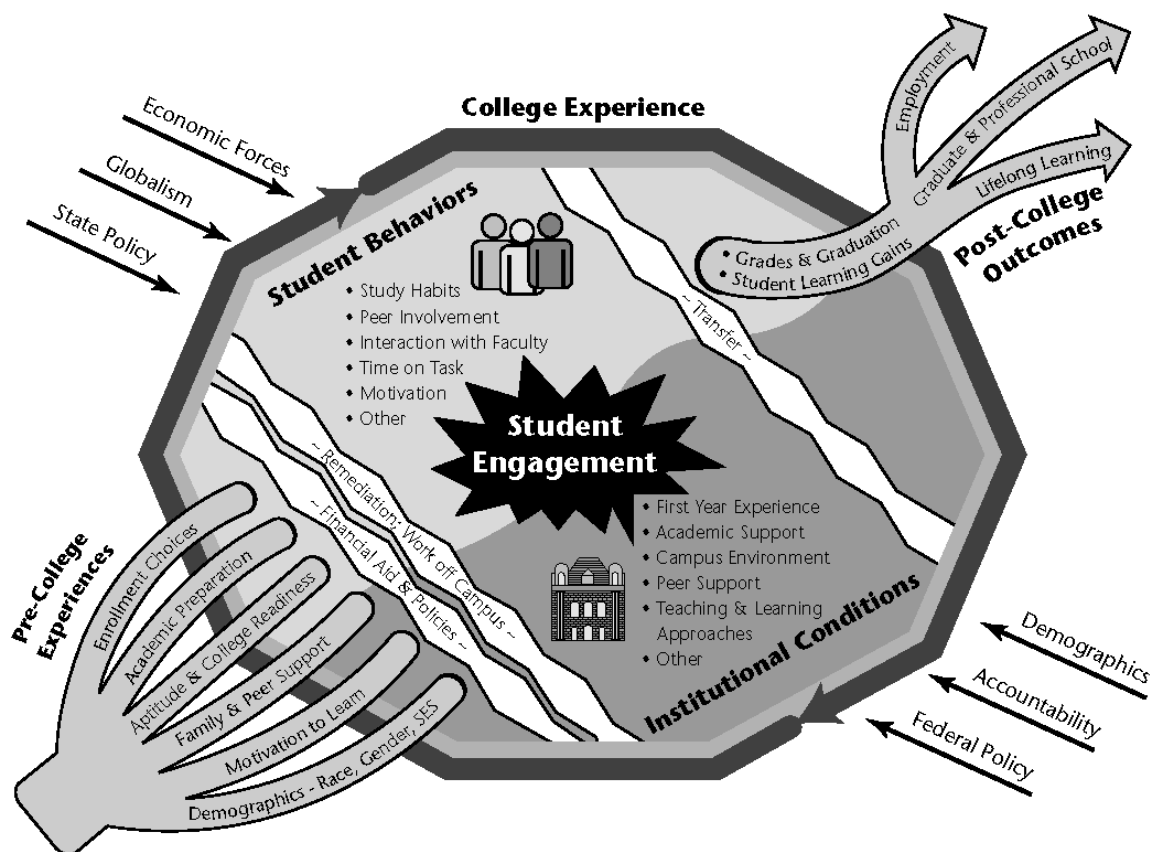 College Experience
Economic Forces
Globalism
State Policy
Employment
Graduate & Professional School
Lifelong Learning
• Grades & Graduation
• Student Learning Gains
Post-College
Outcomes
Student Behaviors
• Study Habits
• Peer Involvement
• Interaction with Faculty
• Time on Task
• Motivation
• Other
~ Transfer ~
Student
Engagement
~ Remediation; Work off Campus ~
~ Financial Aid & Policies ~
• First Year Experience
• Academic Support
• Campus Environment
• Peer Support
• Teaching & Learning
Approaches
• Other
Institutional Conditions
Pre-College
Experiences
Enrollment Choices
Academic Preparation
Aptitude & College Readiness
Family & Peer Support
Motivation to Learn
Demographics - Race, Gender, SES
Demographics
Accountability
Federal Policy